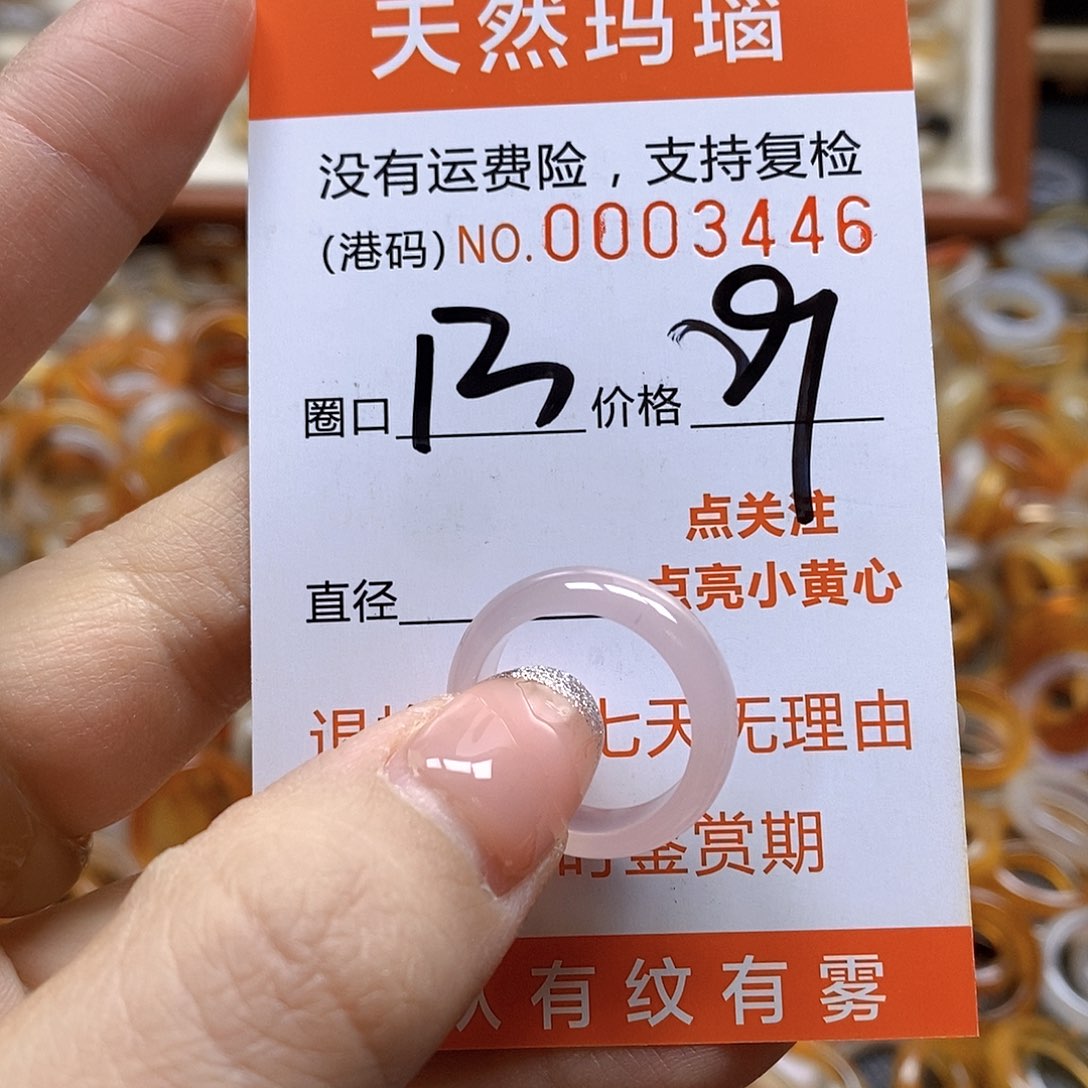 天然玛瑙
没有运费险，支持复检
(港码) NO.0003446
圈口 13 价格 29
点关注
点亮小黄心
直径
七天无理由
鉴赏期
有纹有雾